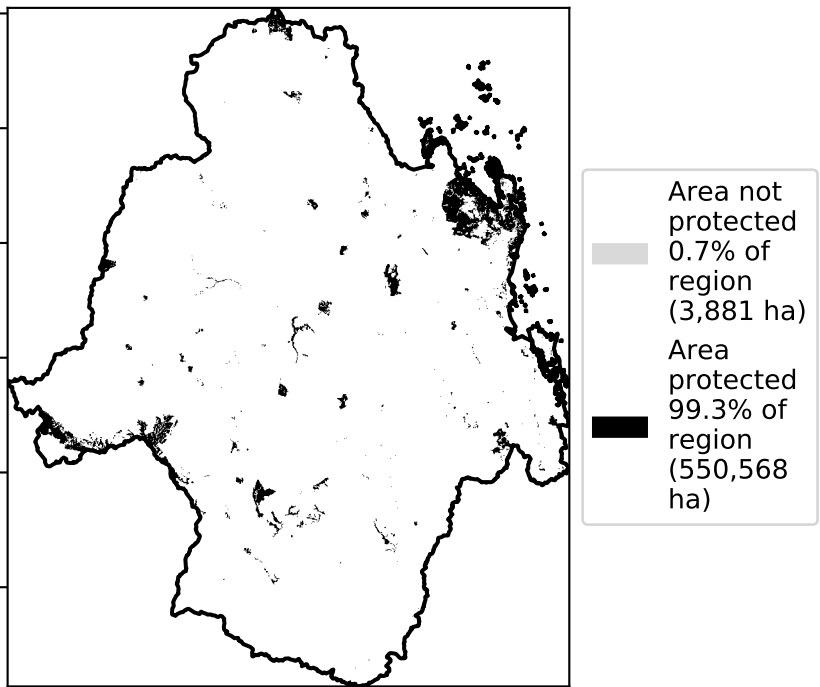 Area not
protected
0.7% of
region
(3,881 ha)
Area
protected
99.3% of
region
(550,568
ha)